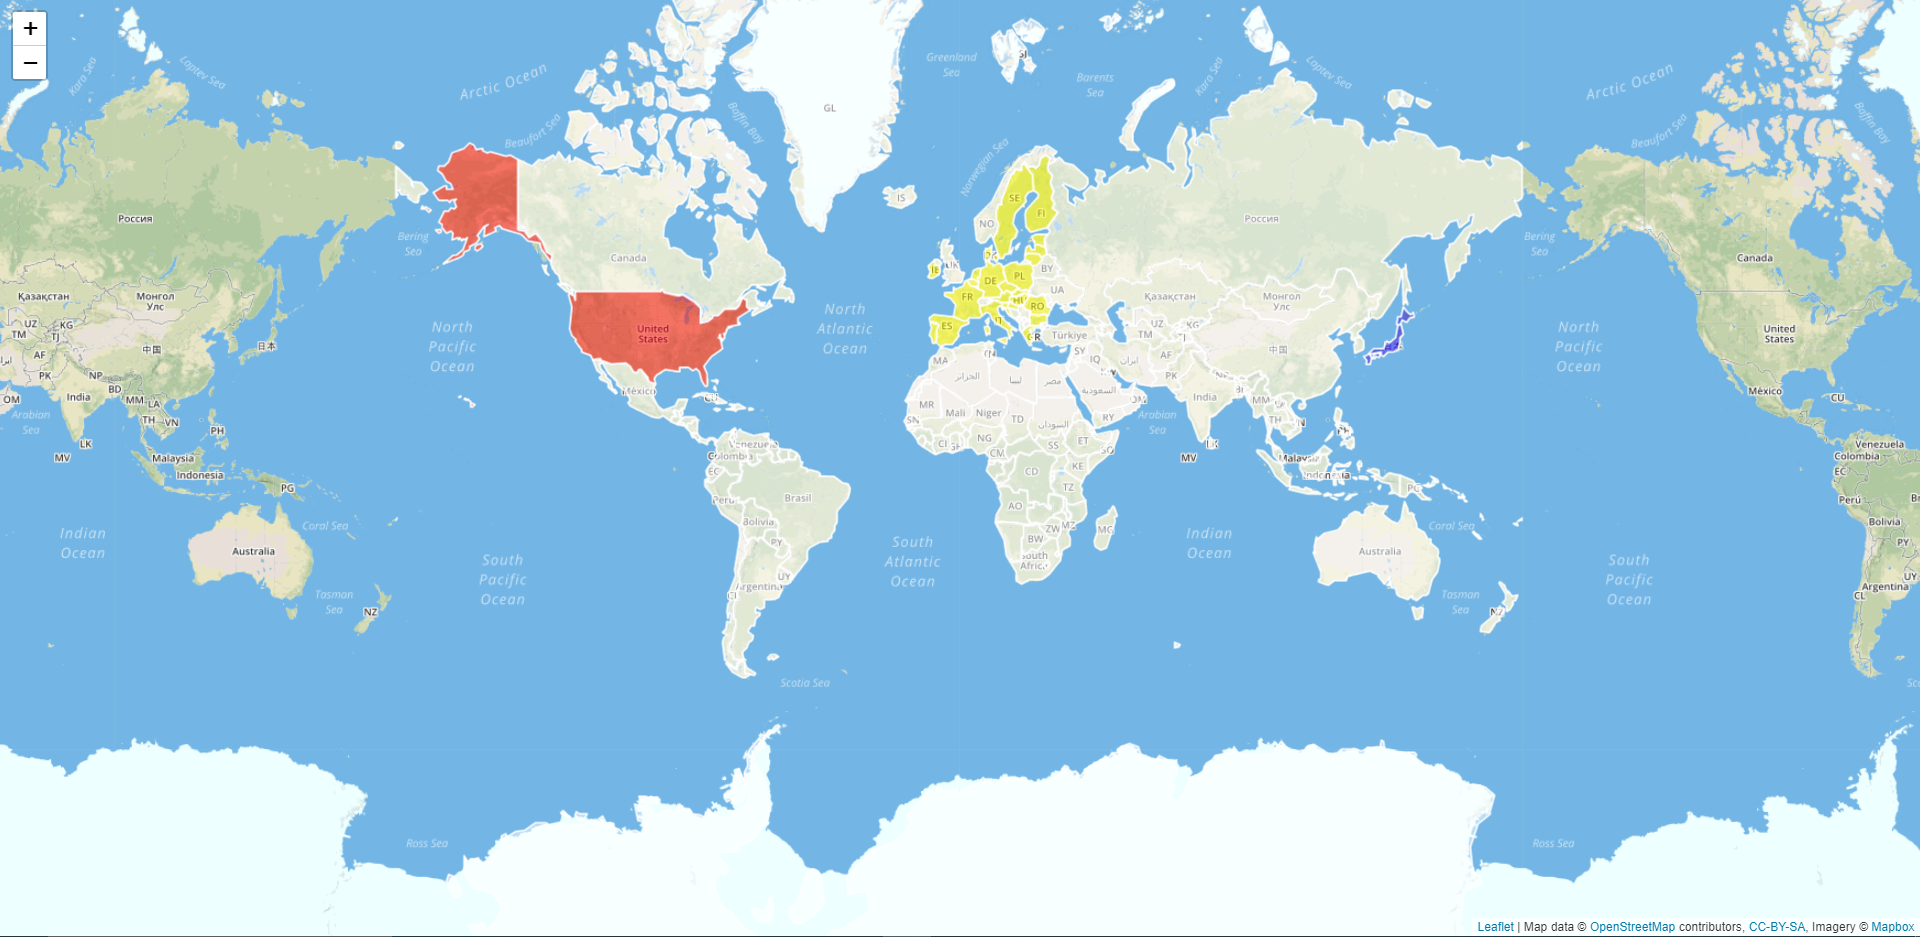 +
−
Kara Sea
Laptev Sea
Arctic Ocean
Beaufort Sea
Baffin Bay
GL
Greenland
Sea
SJ
Barents
Sea
Kara Sea
Laptev Sea
Arctic Ocean
Beaufort Sea
Baffin Bay
Norwegian Sea
IS
Россия
Bering
Sea
Canada
NO
SE
FI
Россия
Bering
Sea
Canada
Қазақстан
Монгол
Улс
UZ
KG
TM
TJ
AF
中国
日本
PK
NP
BD
India
MM
LA
TH
VN
OM
Arabian
Sea
LK
PH
MV
Malaysia
Indonesia
PG
North
Pacific
Ocean
United
States
México
North
Atlantic
Ocean
IE
UK
DE
PL
BY
UA
FR
HU
RO
ES
IT
GR
Türkiye
Қазақстан
Монгол
Улс
UZ
KG
TM
TJ
AF
中国
SY
IQ
ایران
PK
MA
TN
الجزائر
ليبيا
مصر
السعودية
OM
India
MM
TH
MR
Mali
Niger
TD
السودان
RY
Arabian
Sea
SN
NG
CM
SS
ET
SO
CD
KE
TZ
AO
ZW
MZ
BW
MG
South
Africa
MV
LK
PH
Malaysia
Indonesia
PG
North
Pacific
Ocean
United
States
México
CU
CU
Venezuela
Colombia
EC
Perú
Brasil
Bolivia
PY
UY
Argentina
CL
Venezuela
Colombia
EC
Perú
Br
Bolivia
PY
UY
Argentina
CL
Indian
Ocean
Coral Sea
Australia
Tasman
Sea
NZ
South
Pacific
Ocean
South
Atlantic
Ocean
Indian
Ocean
Coral Sea
Australia
Tasman
Sea
NZ
South
Pacific
Ocean
Scotia Sea
Sc
Ross Sea
Ross Sea
Leaflet | Map data © OpenStreetMap contributors, CC-BY-SA, Imagery © Mapbox